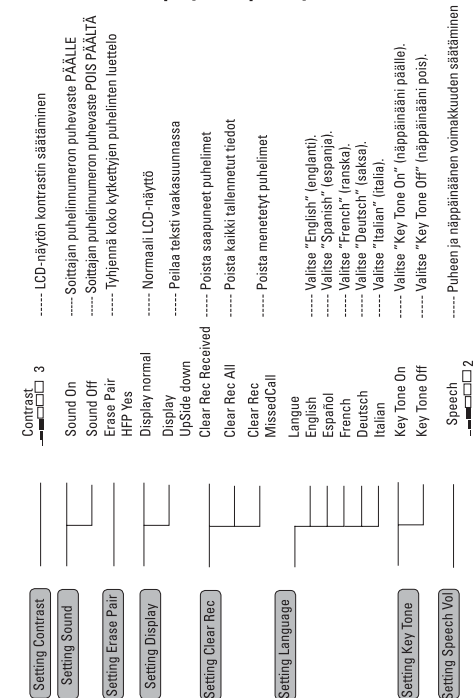 Setting Contrast
Contrast
3
----- LCD-näytön kontrastin säätäminen
Setting Sound
Sound On
----- Soittajan puhelinnumeron puhevaste PÄÄLLE
Sound Off
----- Soittajan puhelinnumeron puhevaste POIS PÄÄLTÄ
Setting Erase Pair
Erase Pair
HFP Yes
----- Tyhjennä koko kytkettyjen puhelinten luettelo
Setting Display
Display normal
----- Normaali LCD-näyttö
Display
UpSide down
----- Peilaa teksti vaakasuunnassa
Setting Clear Rec
Clear Rec Received
----- Poista saapuneet puhelimet
Clear Rec All
----- Poista kaikki tallennetut tiedot
Clear Rec
MissedCall
----- Poista menetetyt puhelimet
Setting Language
Langue
English
----- Valitse "English" (englanti).
Español
----- Valitse "Spanish" (espanja).
French
----- Valitse "French" (ranska).
Deutsch
----- Valitse "Deutsch" (saksa).
Italian
----- Valitse "Italian" (italia).
Setting Key Tone
Key Tone On
----- Valitse "Key Tone On" (näppäinääni päälle).
Key Tone Off
----- Valitse "Key Tone Off" (näppäinääni pois).
Setting Speech Vol
Speech
2
----- Puheen ja näppäinäänen voimakkuuden säätäminen